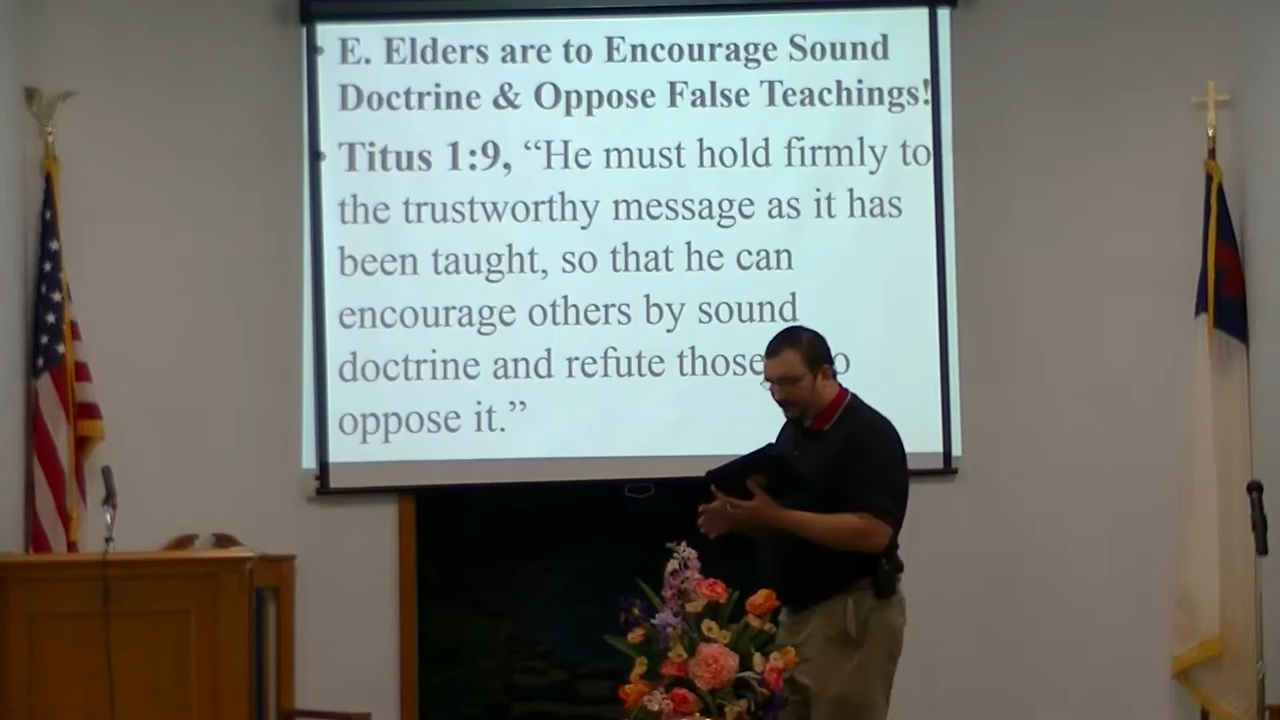 • E. Elders are to Encourage Sound
Doctrine & Oppose False Teachings!
• Titus 1:9, “He must hold firmly to
the trustworthy message as it has
been taught, so that he can
encourage others by sound
doctrine and refute those
oppose it.”